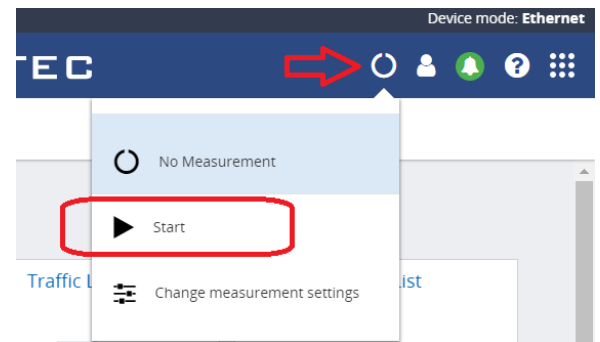 Device mode: Ethernet
TEC
No Measurement
Start
Traffic L
ist
Change measurement settings